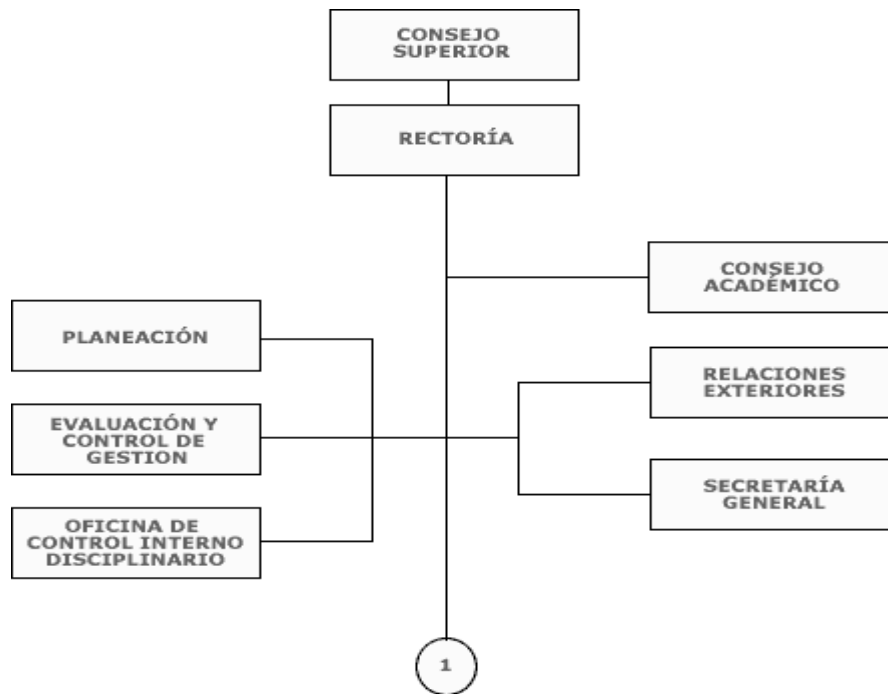 CONSEJO
SUPERIOR
RECTORÍA
CONSEJO
ACADÉMICO
PLANEACIÓN
RELACIONES
EXTERIORES
EVALUACIÓN Y
CONTROL DE
GESTION
SECRETARÍA
GENERAL
OFICINA DE
CONTROL INTERNO
DISCIPLINARIO
1